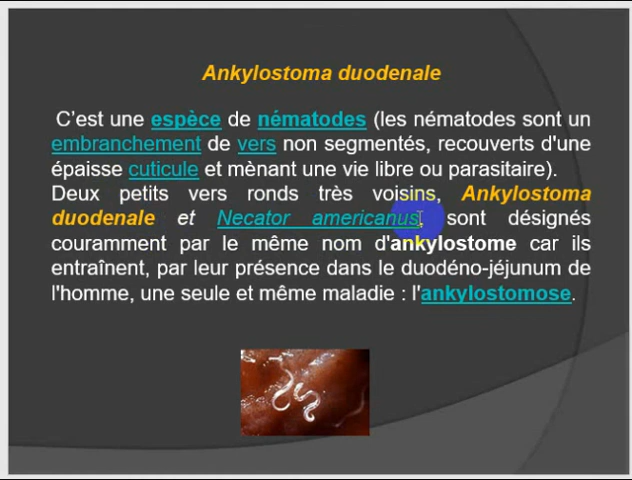 Ankylostoma duodenale
C'est une espèce de nématodes (les nématodes sont un
embranchement de vers non segmentés, recouverts d'une
épaisse cuticule et mènant une vie libre ou parasitaire).
Deux petits vers ronds très voisins, Ankylostoma
duodenale et Necator americanus, sont désignés
couramment par le même nom d'ankylostome car ils
entraînent, par leur présence dans le duodéno-jéjunum de
l'homme, une seule et même maladie : l'ankylostomose.